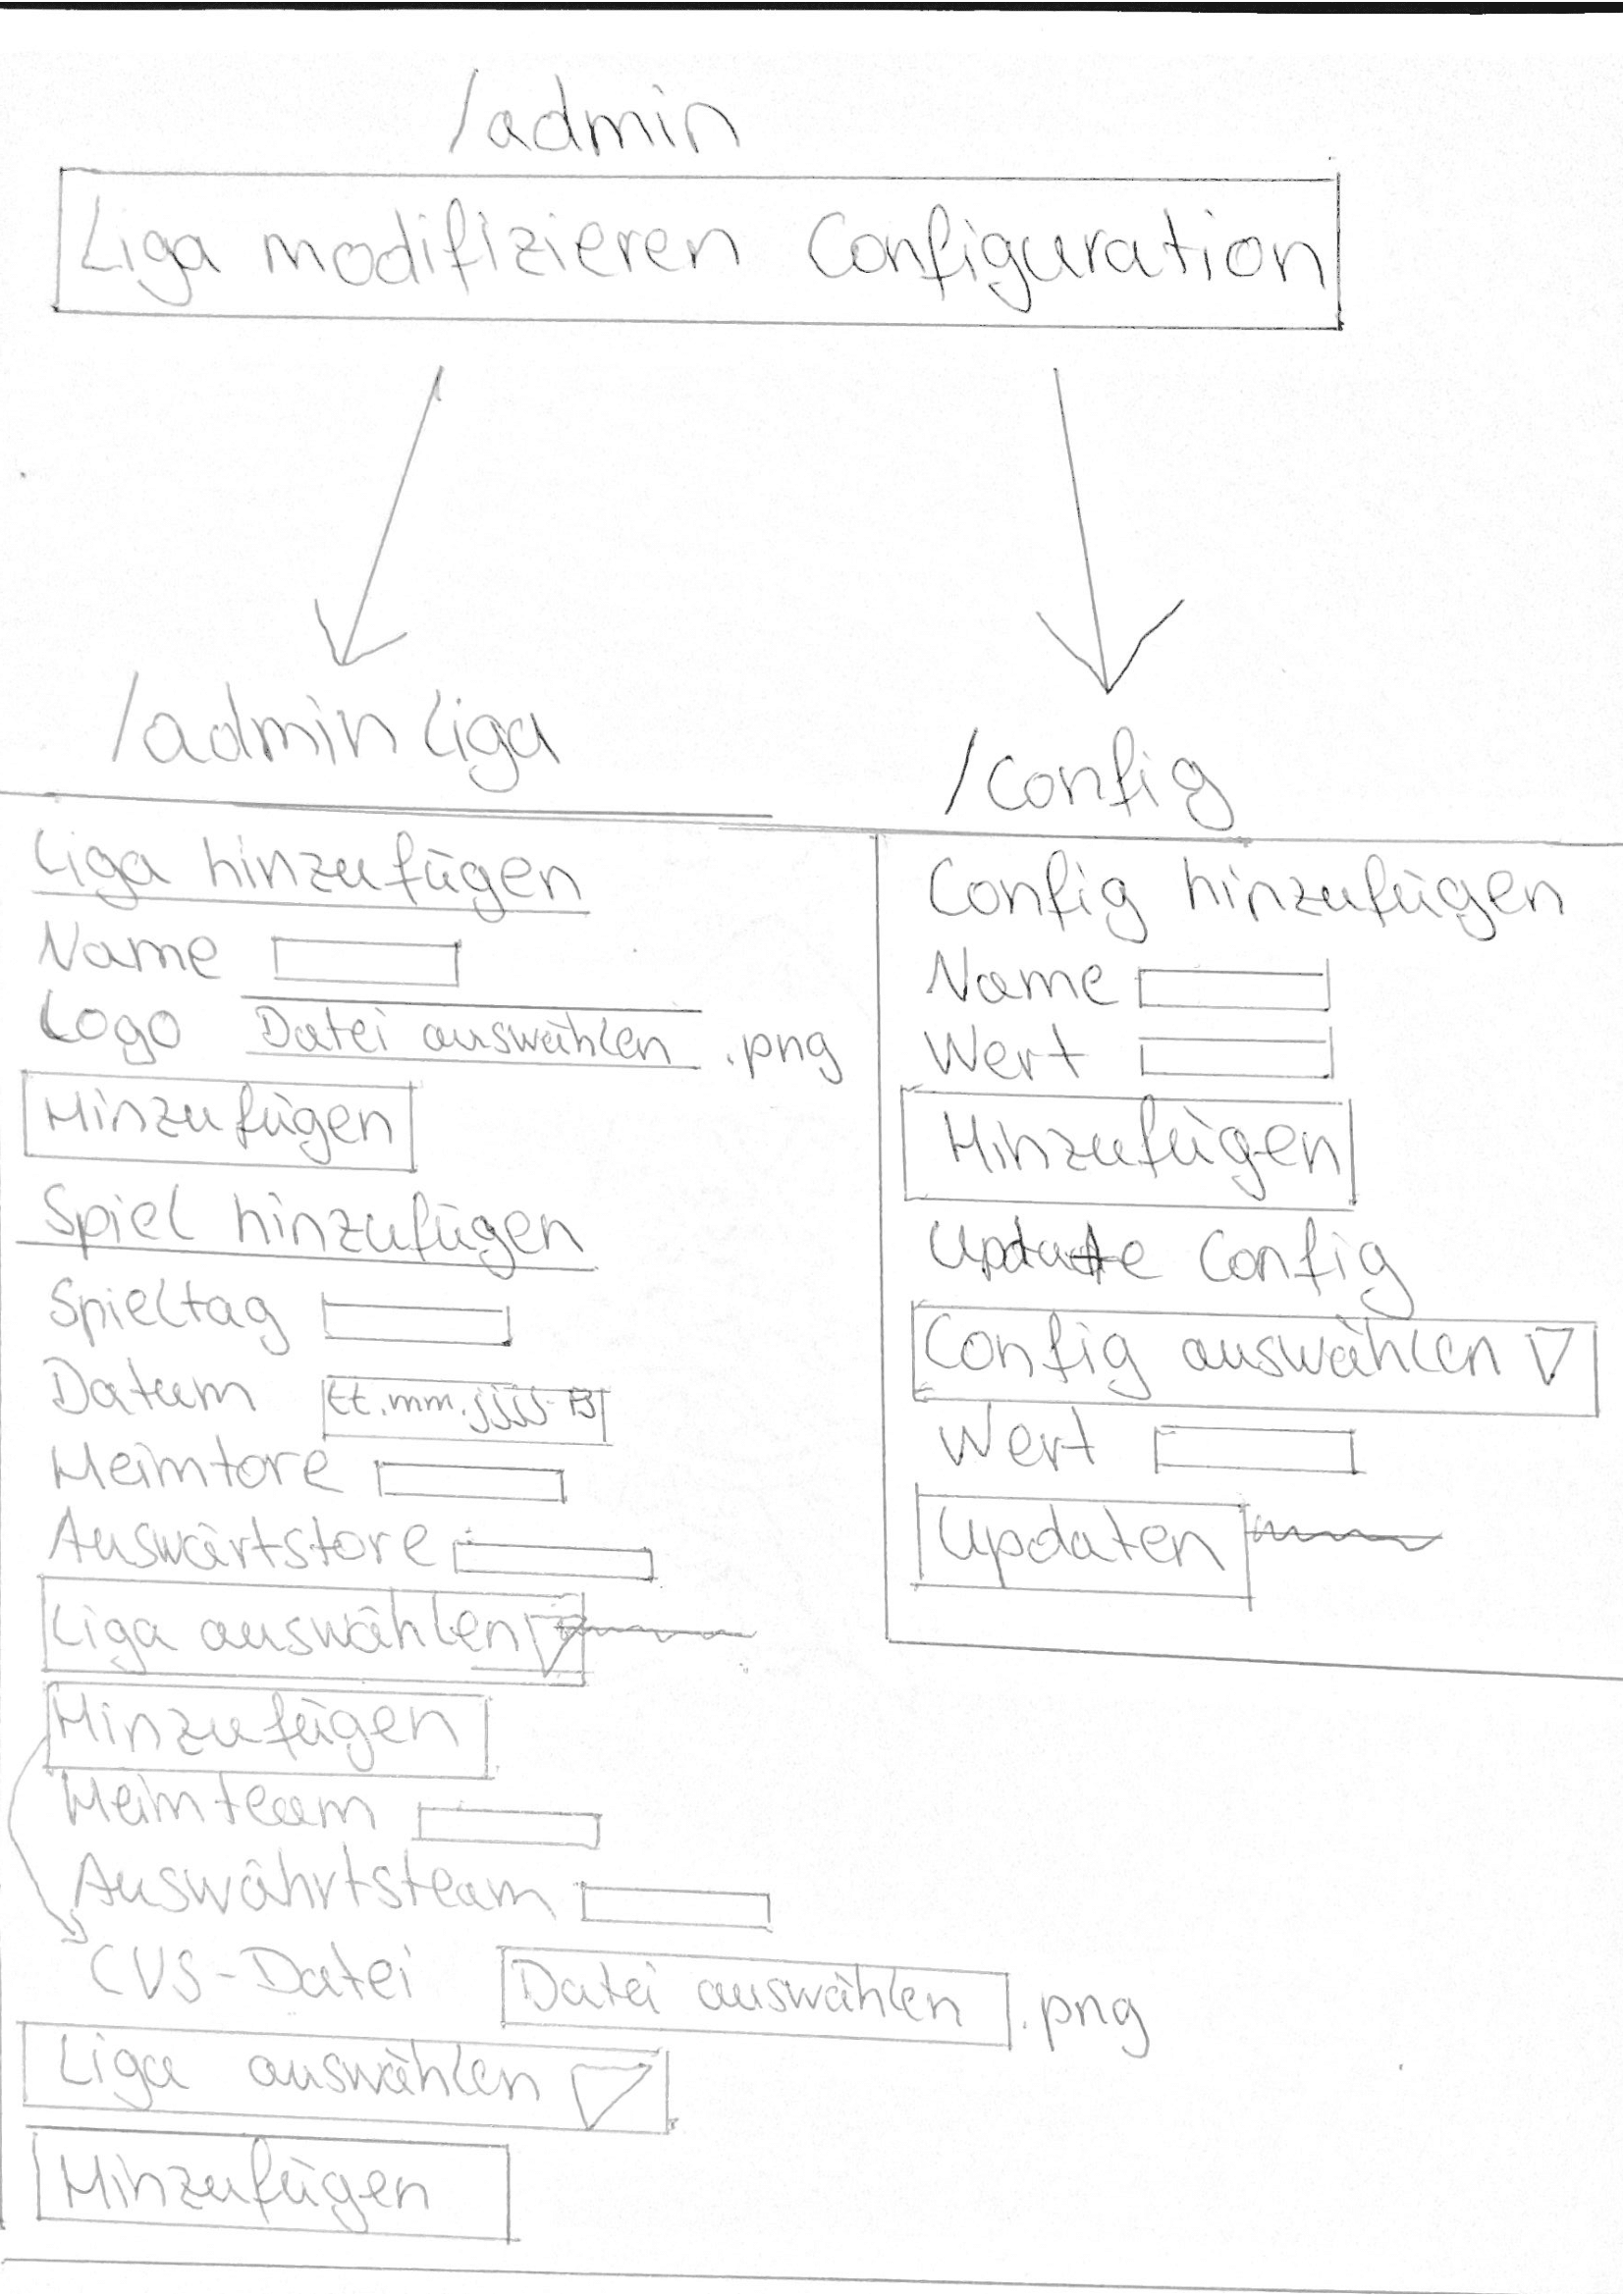 /admin
Liga modifizieren Configuration
/adminLiga
Liga hinzufügen
Name
Logo Datei auswählen .png
Hinzufügen
Spiel hinzufügen
Spieltag
Datum tt.mm.jjjj
Heimtore
Auswärtstore
Liga auswählen
Hinzufügen
Heimteam
Auswährtsteam
CVS-Datei Datei auswählen .png
Liga auswählen
Hinzufügen
/config
Config hinzufügen
Name
Wert
Hinzufügen
Update Config
Config auswählen
Wert
Updaten